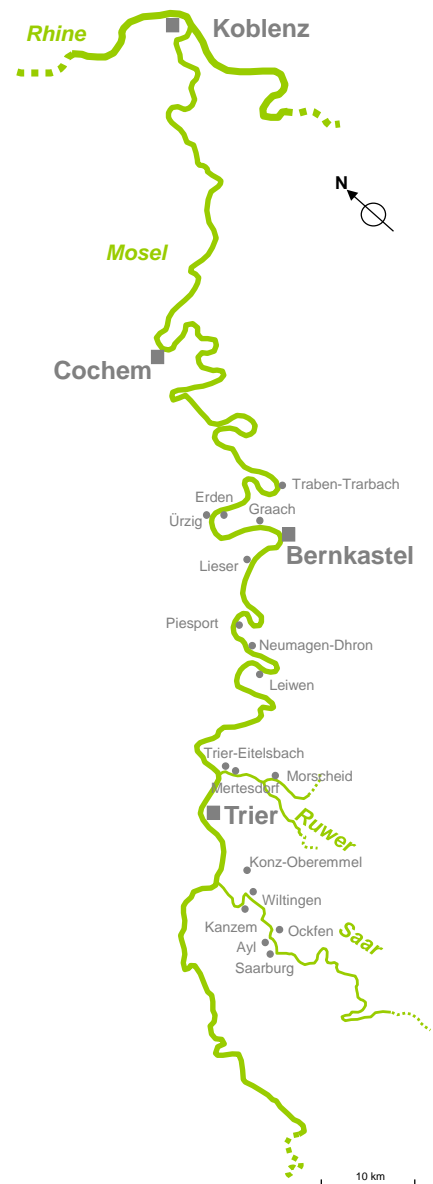 Koblenz
Rhine
N
Mosel
Cochem
Traben-Trarbach
Erden
Graach
Ürzig
Bernkastel
Lieser
Piesport
Neumagen-Dhron
Leiwen
Trier-Eitelsbach
Morscheid
Mertesdorf
Trier
Ruwer
Konz-Oberemmel
Wiltingen
Kanzem
Ockfen
Saar
Ayl
Saarburg
10 km